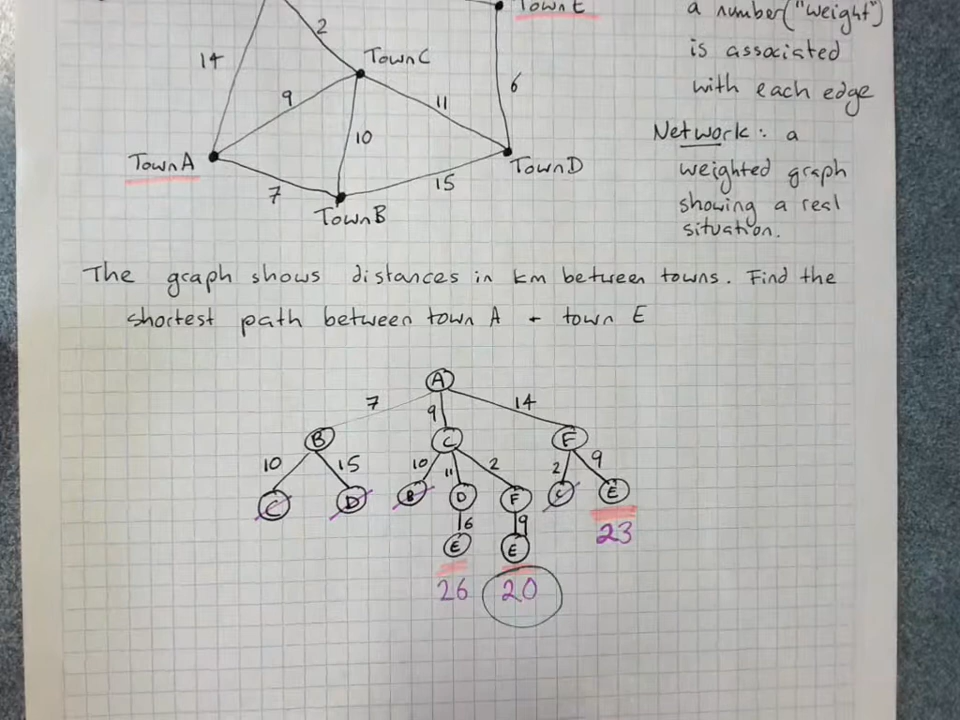 Town E
a number ("weight")
is associated
with each edge
2
14
Town C
9
11
6
10
Network: a
weighted graph
showing a real
situation.
Town A
Town D
7
15
Town B
The graph shows distances in km between towns. Find the
shortest path between town A + town E
A
7
9
14
B
C
F
10
15
10
11
2
2
9
C
D
B
D
F
C
E
6
9
23
E
E
26
20